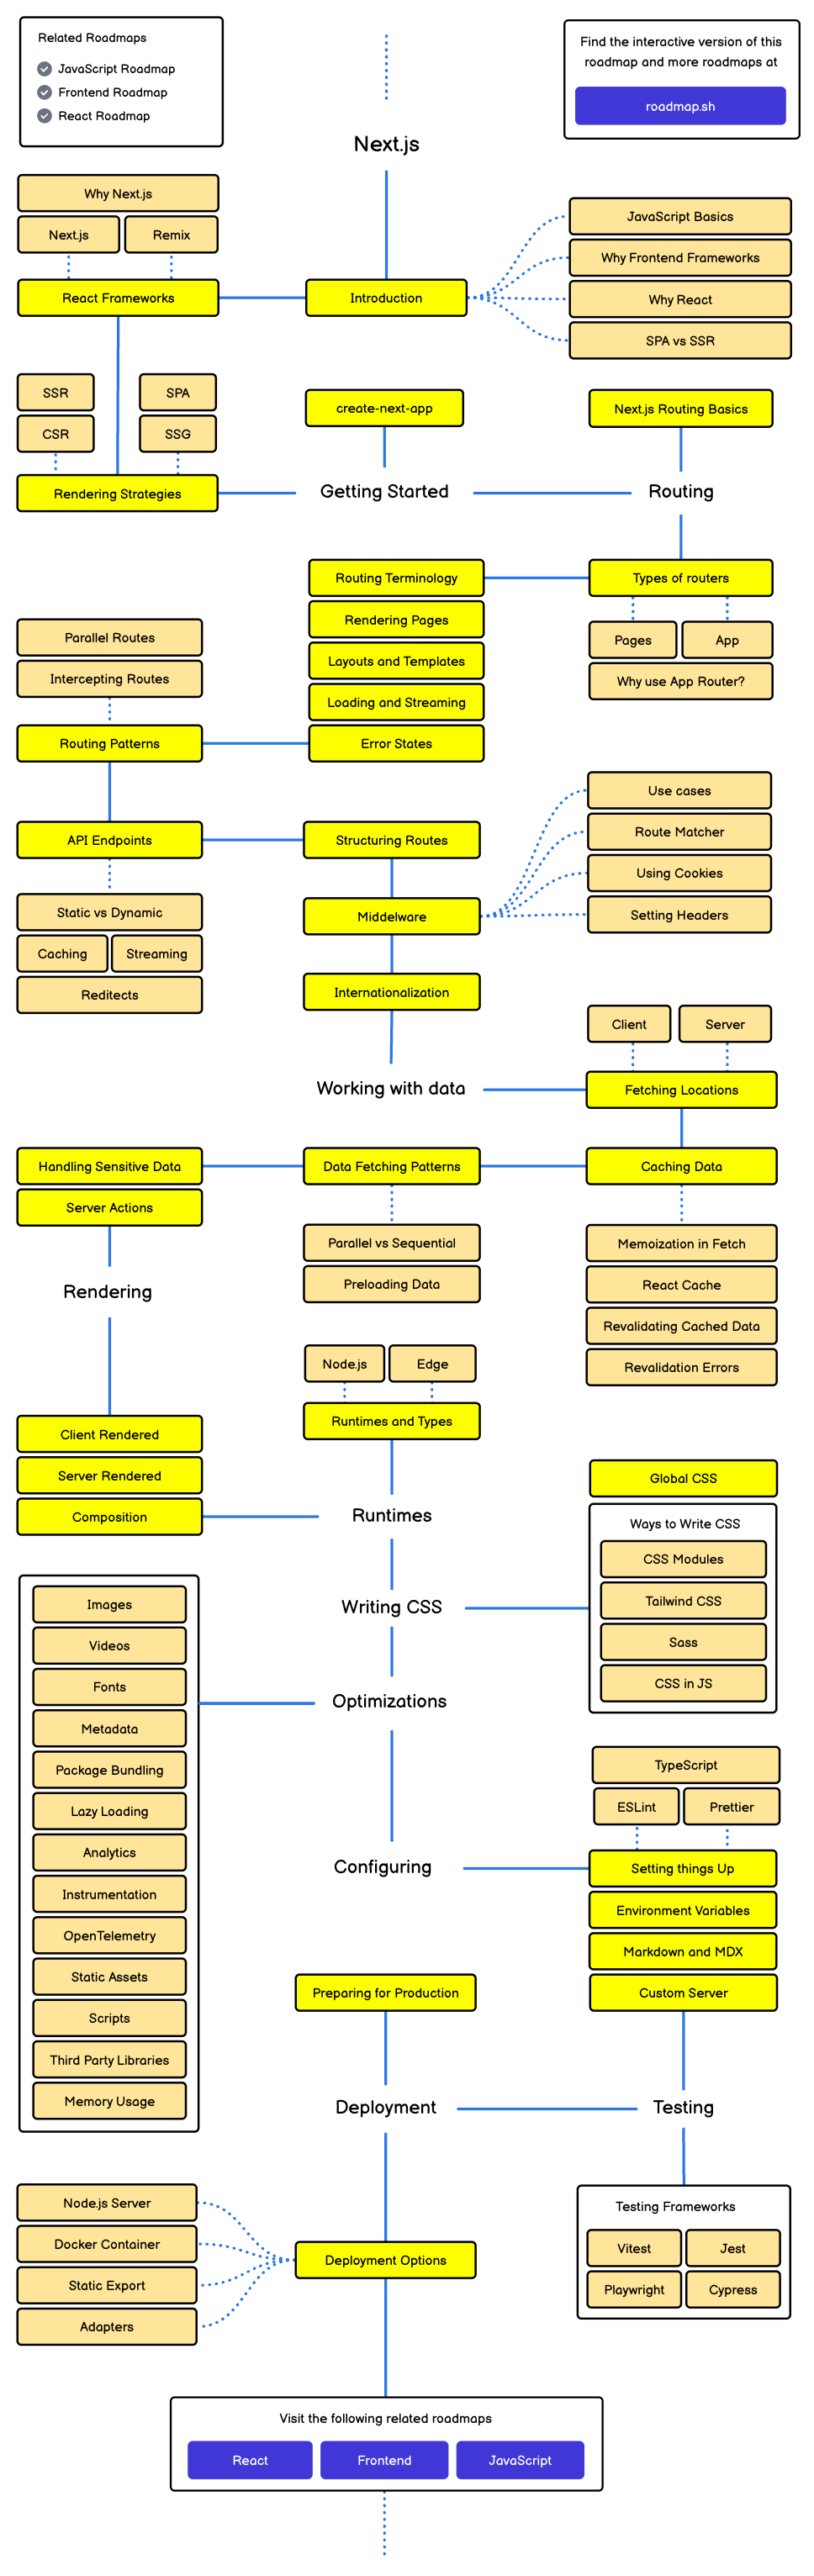 Related Roadmaps
JavaScript Roadmap
Frontend Roadmap
React Roadmap
Find the interactive version of this
roadmap and more roadmaps at
roadmap.sh
Next.js
Why Next.js
Next.js
Remix
React Frameworks
Introduction
JavaScript Basics
Why Frontend Frameworks
Why React
SPA vs SSR
SSR
SPA
CSR
SSG
Rendering Strategies
create-next-app
Getting Started
Next.js Routing Basics
Routing
Types of routers
Pages
App
Why use App Router?
Routing Terminology
Rendering Pages
Layouts and Templates
Loading and Streaming
Error States
Parallel Routes
Intercepting Routes
Routing Patterns
API Endpoints
Static vs Dynamic
Caching
Streaming
Reditects
Structuring Routes
Middelware
Internationalization
Use cases
Route Matcher
Using Cookies
Setting Headers
Working with data
Client
Server
Fetching Locations
Caching Data
Memoization in Fetch
React Cache
Revalidating Cached Data
Revalidation Errors
Data Fetching Patterns
Parallel vs Sequential
Preloading Data
Handling Sensitive Data
Server Actions
Rendering
Client Rendered
Server Rendered
Composition
Node.js
Edge
Runtimes and Types
Runtimes
Writing CSS
Global CSS
Ways to Write CSS
CSS Modules
Tailwind CSS
Sass
CSS in JS
Optimizations
Images
Videos
Fonts
Metadata
Package Bundling
Lazy Loading
Analytics
Instrumentation
OpenTelemetry
Static Assets
Scripts
Third Party Libraries
Memory Usage
Configuring
TypeScript
ESLint
Prettier
Setting things Up
Environment Variables
Markdown and MDX
Custom Server
Testing
Testing Frameworks
Vitest
Jest
Playwright
Cypress
Preparing for Production
Deployment
Deployment Options
Node.js Server
Docker Container
Static Export
Adapters
Visit the following related roadmaps
React
Frontend
JavaScript